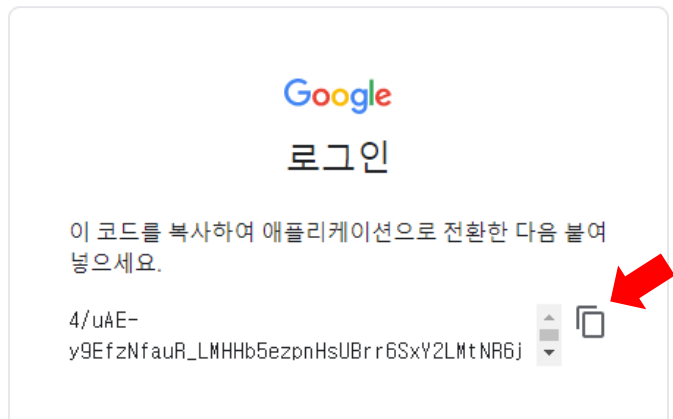 Google
로그인
이 코드를 복사하여 애플리케이션으로 전환한 다음 붙여
넣으세요.
4/uAE-
y9EfzNfauR_LMHHb5ezpnHsUBrr6SxY2LMtNR6j